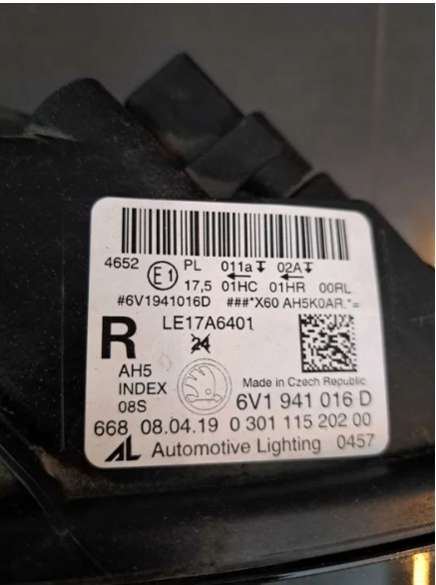 4652 E1 PL 011a 02A
17,5 01HC 01HR 00RL
#6V1941016D ###*X60 AH5K0AR.*=
R LE17A6401
24
AH5
INDEX
08S
Made in Czech Republic
6V1 941 016 D
668 08.04.19 0 301 115 202 00
AL Automotive Lighting 0457